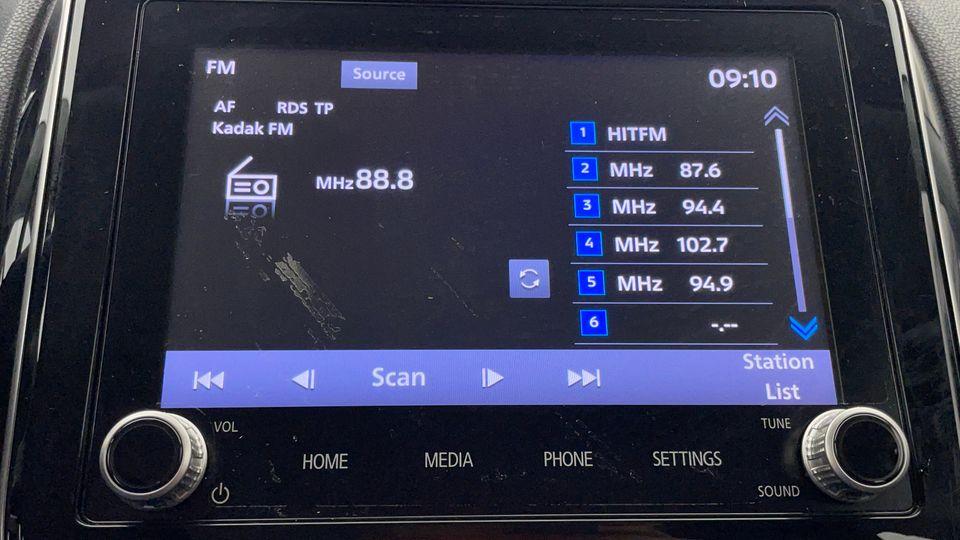 FM
Source
09:10
AF RDS TP
Kadak FM
MHz 88.8
1 HITFM
2 MHz 87.6
3 MHz 94.4
4 MHz 102.7
5 MHz 94.9
6 -.--
Scan
Station
List
VOL
TUNE
HOME MEDIA PHONE SETTINGS
SOUND